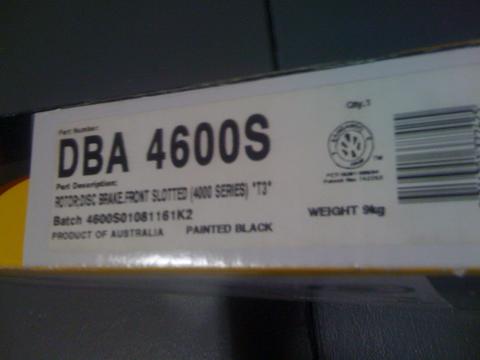 Qty.1
Part Number:
DBA 4600S
Part Description:
ROTOR:DISC BRAKE,FRONT SLOTTED (4000 SERIES) "T3"
Batch 4600S01081161K2
PRODUCT OF AUSTRALIA PAINTED BLACK
WEIGHT 9kg
TM